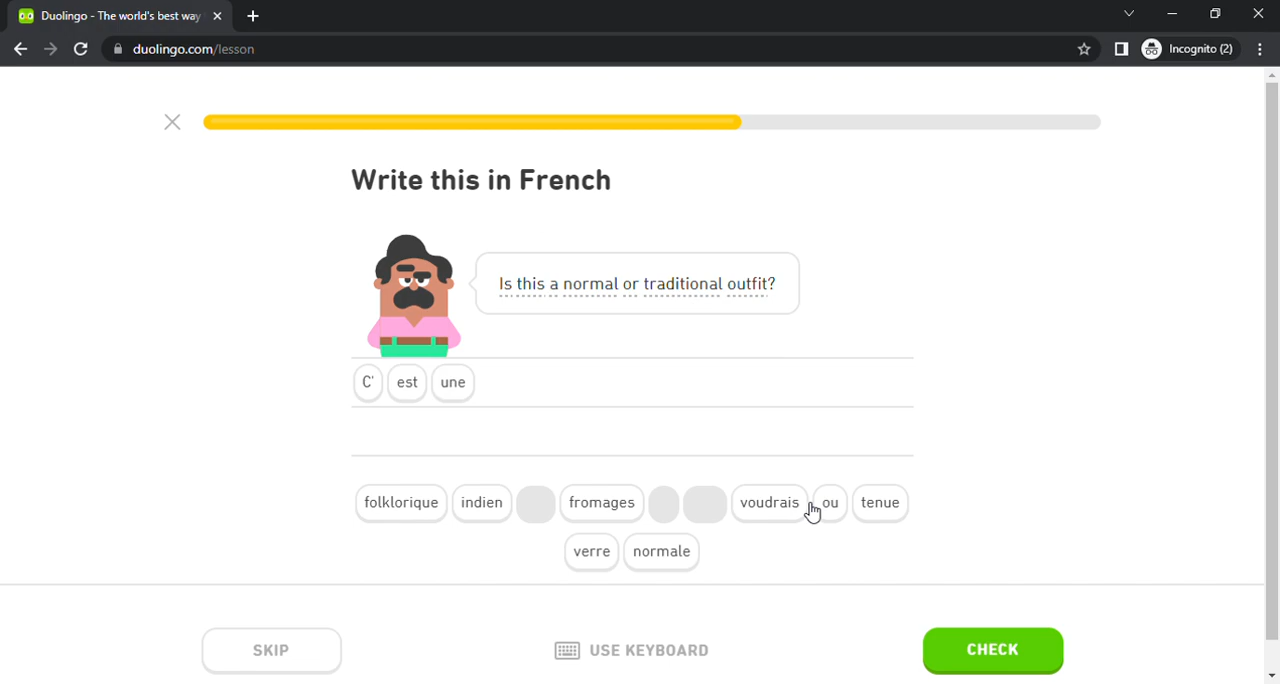 Duolingo - The world's best way
duolingo.com/lesson
Incognito (2)
Write this in French
Is this a normal or traditional outfit?
C' est une
folklorique indien fromages voudrais ou tenue
verre normale
SKIP USE KEYBOARD CHECK